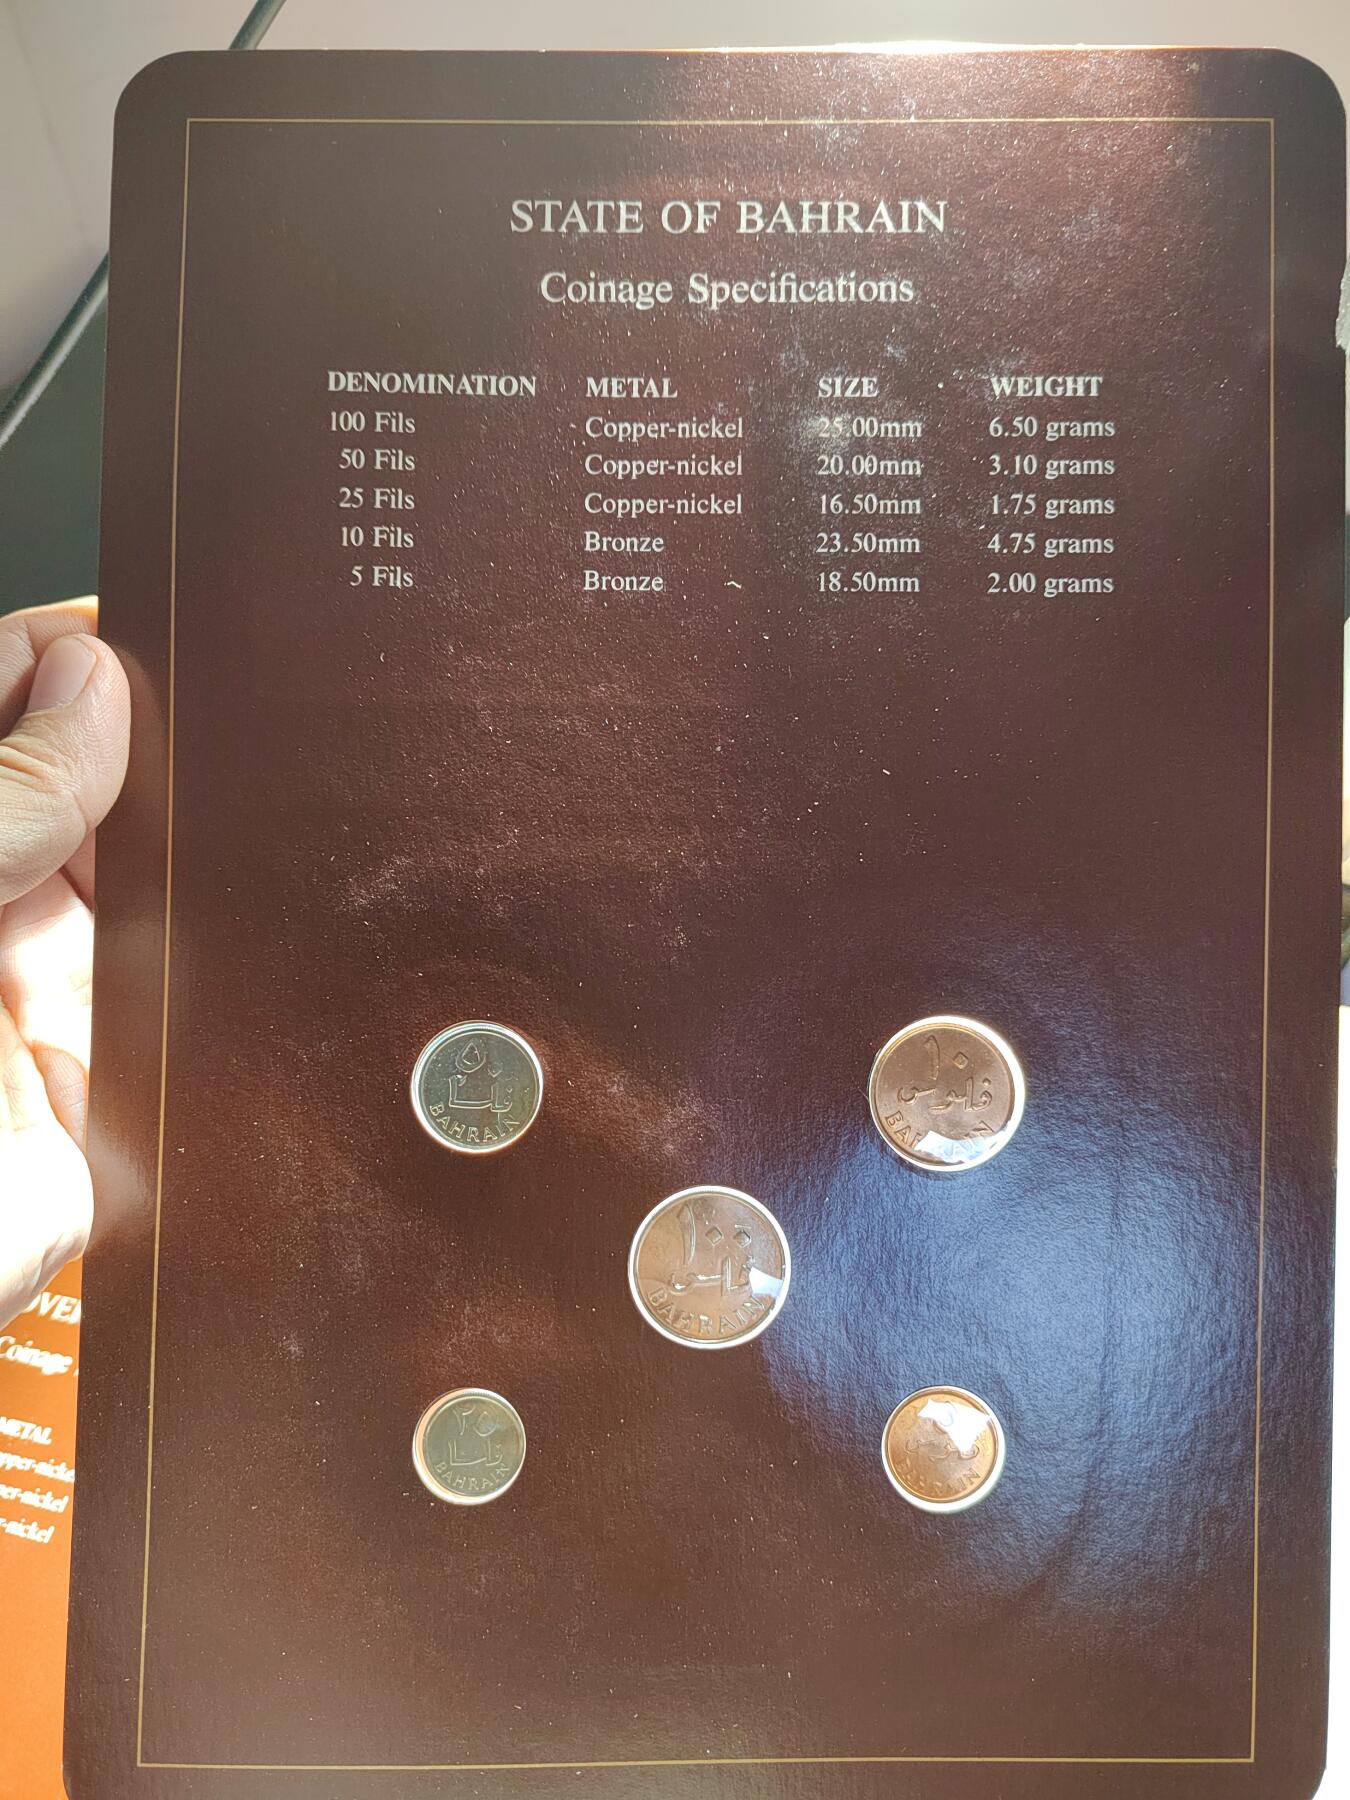 STATE OF BAHRAIN
Coinage Specifications
DENOMINATION METAL SIZE WEIGHT
100 Fils Copper-nickel 25.00mm 6.50 grams
50 Fils Copper-nickel 20.00mm 3.10 grams
25 Fils Copper-nickel 16.50mm 1.75 grams
10 Fils Bronze 23.50mm 4.75 grams
5 Fils Bronze 18.50mm 2.00 grams
٥٠
فلسا
BAHRAIN
١٠
فلوس
BAHRAIN
١٠٠
فلس
BAHRAIN
٢٥
فلسا
BAHRAIN
فلوس
BAHRAIN
Coinage
METAL